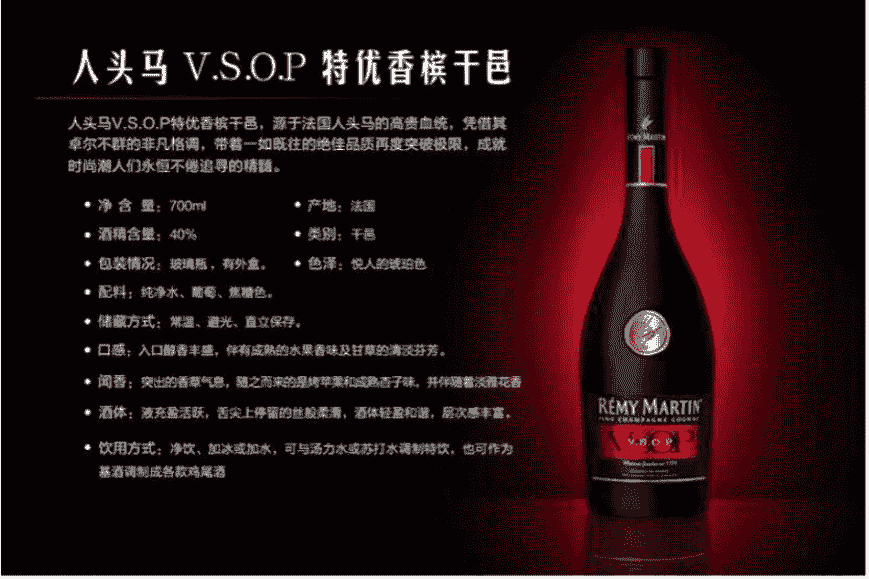 人头马 V.S.O.P 特优香槟干邑
人头马V.S.O.P特优香槟干邑，源于法国人头马的高贵血统，凭借其
卓尔不群的非凡格调，带着一如既往的绝佳品质再度突破极限，成就
时尚潮人们永恒不倦追寻的精髓。
• 净 含 量：700ml
• 产地：法国
• 酒精含量：40%
• 类别：干邑
• 包装情况：玻璃瓶，有外盒。
• 色泽：悦人的琥珀色
• 配料：纯净水、葡萄、焦糖色。
• 储藏方式：常温、避光、直立保存。
• 口感：入口醇香丰盛，伴有成熟的水果香味及甘草的清淡芬芳。
• 闻香：突出的香草气息，随之而来的是烤苹果和成熟杏子味，并伴随着淡雅花香
• 酒体：液充盈活跃，舌尖上停留的丝般柔滑，酒体轻盈和谐，层次感丰富。
• 饮用方式：净饮、加冰或加水，可与汤力水或苏打水调制特饮，也可作为
基酒调制成各款鸡尾酒
RÉMY MARTIN
RÉMY MARTIN
FINE CHAMPAGNE COGNAC
V.S.O.P